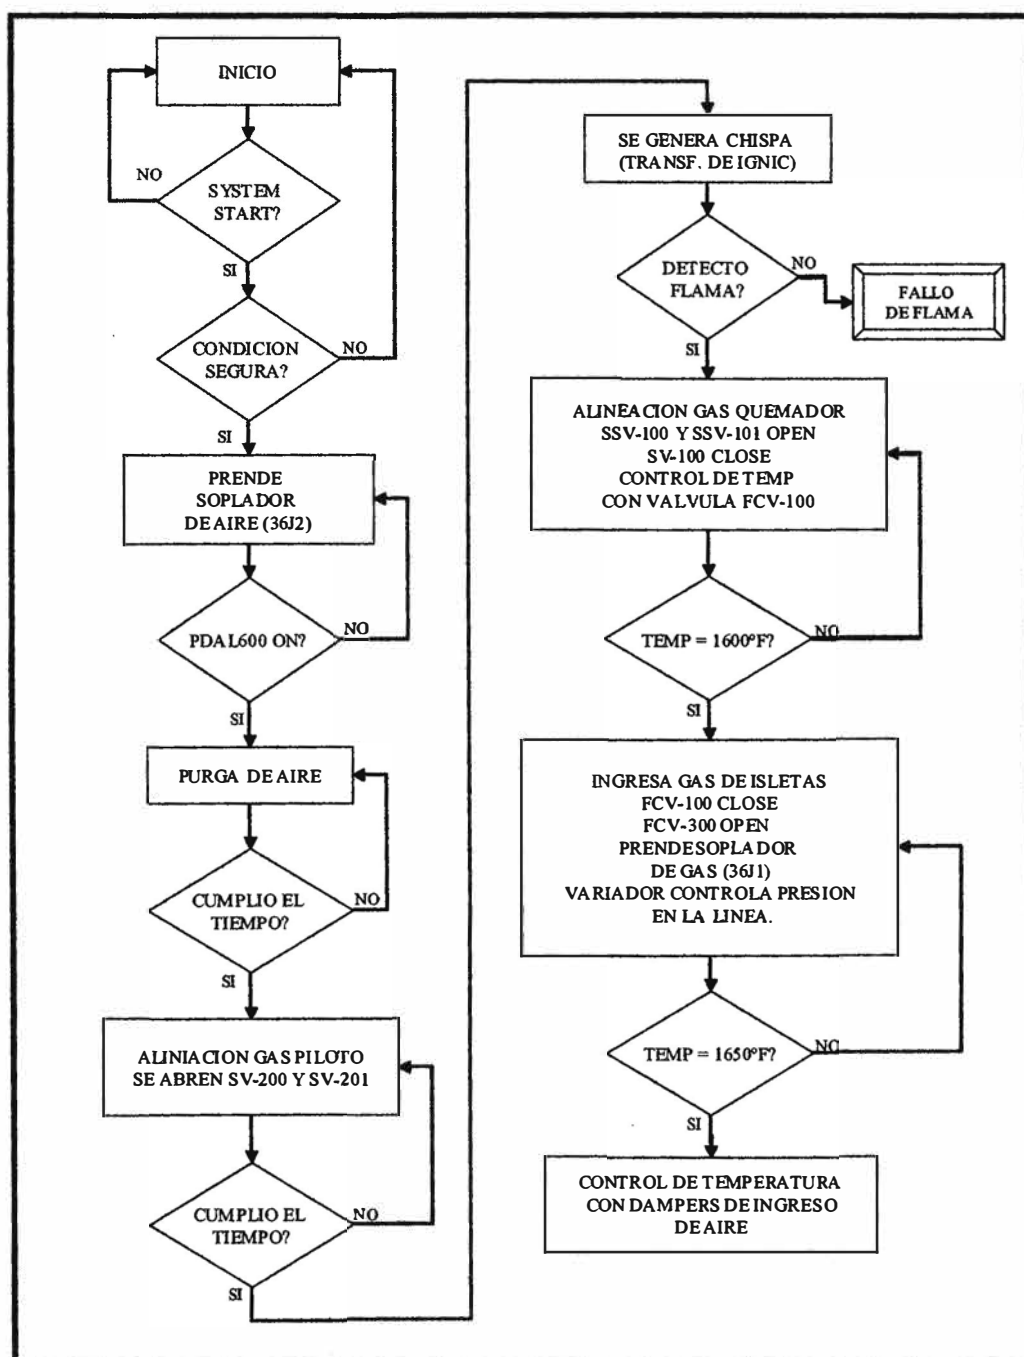 INICIO
NO
SYSTEM
START?
SI
CONDICION
SEGURA?
NO
SI
PRENDE
SOPLADOR
DE AIRE (36J2)
PDAL600 ON?
NO
SI
PURGA DE AIRE
CUMPLIO EL
TIEMPO?
NO
SI
ALINIACION GAS PILOTO
SE ABREN SV-200 Y SV-201
CUMPLIO EL
TIEMPO?
NO
SI
SE GENERA CHISPA
(TRANSF. DE IGNIC)
DETECTO
FLAMA?
NO
FALLO
DE FLAMA
SI
ALINEACION GAS QUEMADOR
SSV-100 Y SSV-101 OPEN
SV-100 CLOSE
CONTROL DE TEMP
CON VALVULA FCV-100
TEMP = 1600ºF?
NO
SI
INGRESA GAS DE ISLETAS
FCV-100 CLOSE
FCV-300 OPEN
PRENDE SOPLADOR
DE GAS (36J1)
VARIADOR CONTROLA PRESION
EN LA LINEA.
TEMP = 1650ºF?
NO
SI
CONTROL DE TEMPERATURA
CON DAMPERS DE INGRESO
DE AIRE